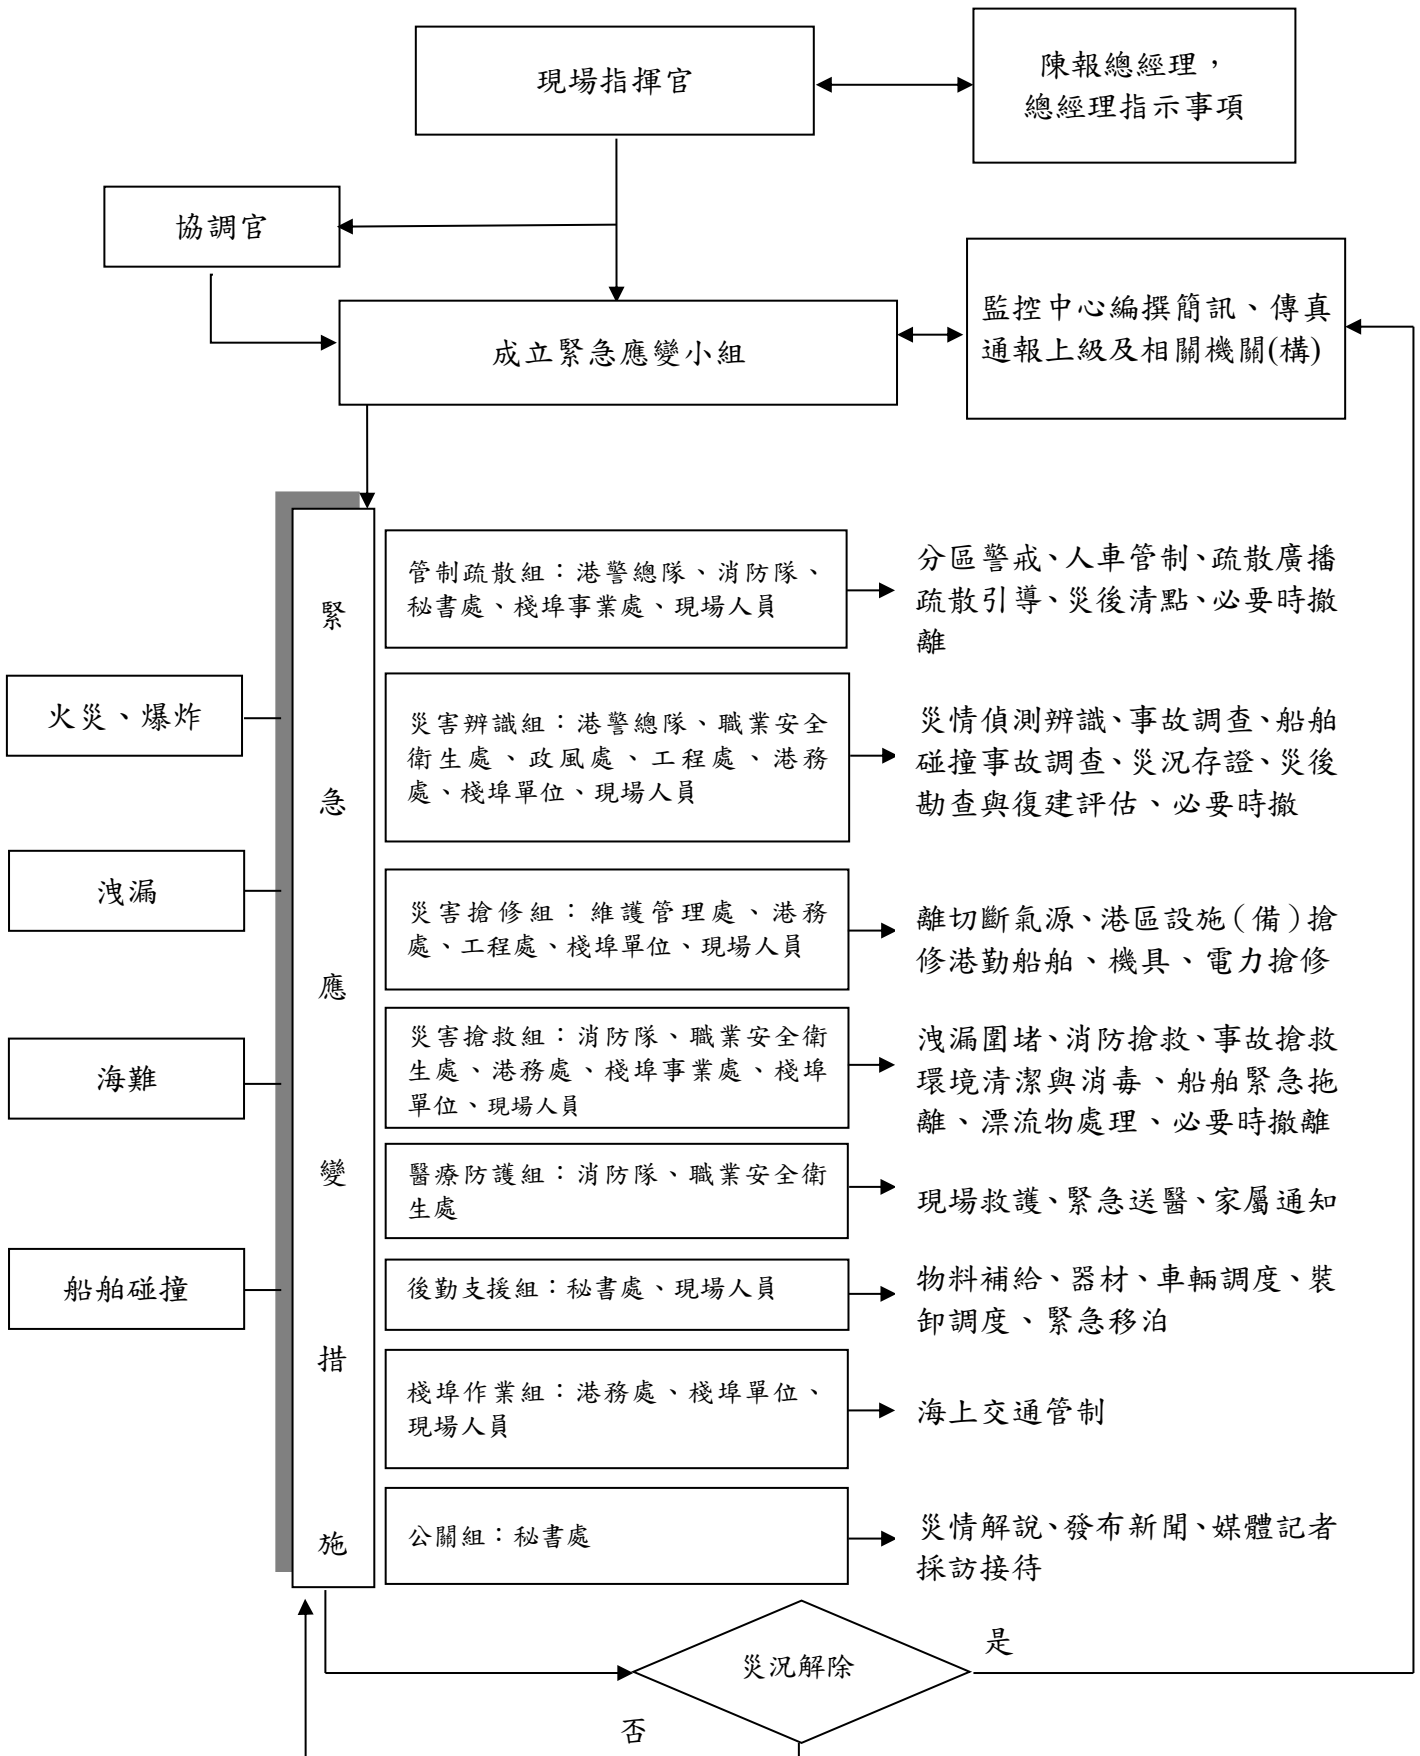 現場指揮官
陳報總經理，
總經理指示事項
協調官
成立緊急應變小組
監控中心編撰簡訊、傳真
通報上級及相關機關(構)
緊急應變措施
火災、爆炸
洩漏
海難
船舶碰撞
管制疏散組：港警總隊、消防隊、
秘書處、棧埠事業處、現場人員
分區警戒、人車管制、疏散廣播
疏散引導、災後清點、必要時撤
離
災害辨識組：港警總隊、職業安全
衛生處、政風處、工程處、港務
處、棧埠單位、現場人員
災情偵測辨識、事故調查、船舶
碰撞事故調查、災況存證、災後
勘查與復建評估、必要時撤
災害搶修組：維護管理處、港務
處、工程處、棧埠單位、現場人員
離切斷氣源、港區設施（備）搶
修港勤船舶、機具、電力搶修
災害搶救組：消防隊、職業安全衛
生處、港務處、棧埠事業處、棧埠
單位、現場人員
洩漏圍堵、消防搶救、事故搶救
環境清潔與消毒、船舶緊急拖
離、漂流物處理、必要時撤離
醫療防護組：消防隊、職業安全衛
生處
現場救護、緊急送醫、家屬通知
後勤支援組：秘書處、現場人員
物料補給、器材、車輛調度、裝
卸調度、緊急移泊
棧埠作業組：港務處、棧埠單位、
現場人員
海上交通管制
公關組：秘書處
災情解說、發布新聞、媒體記者
採訪接待
災況解除
是
否